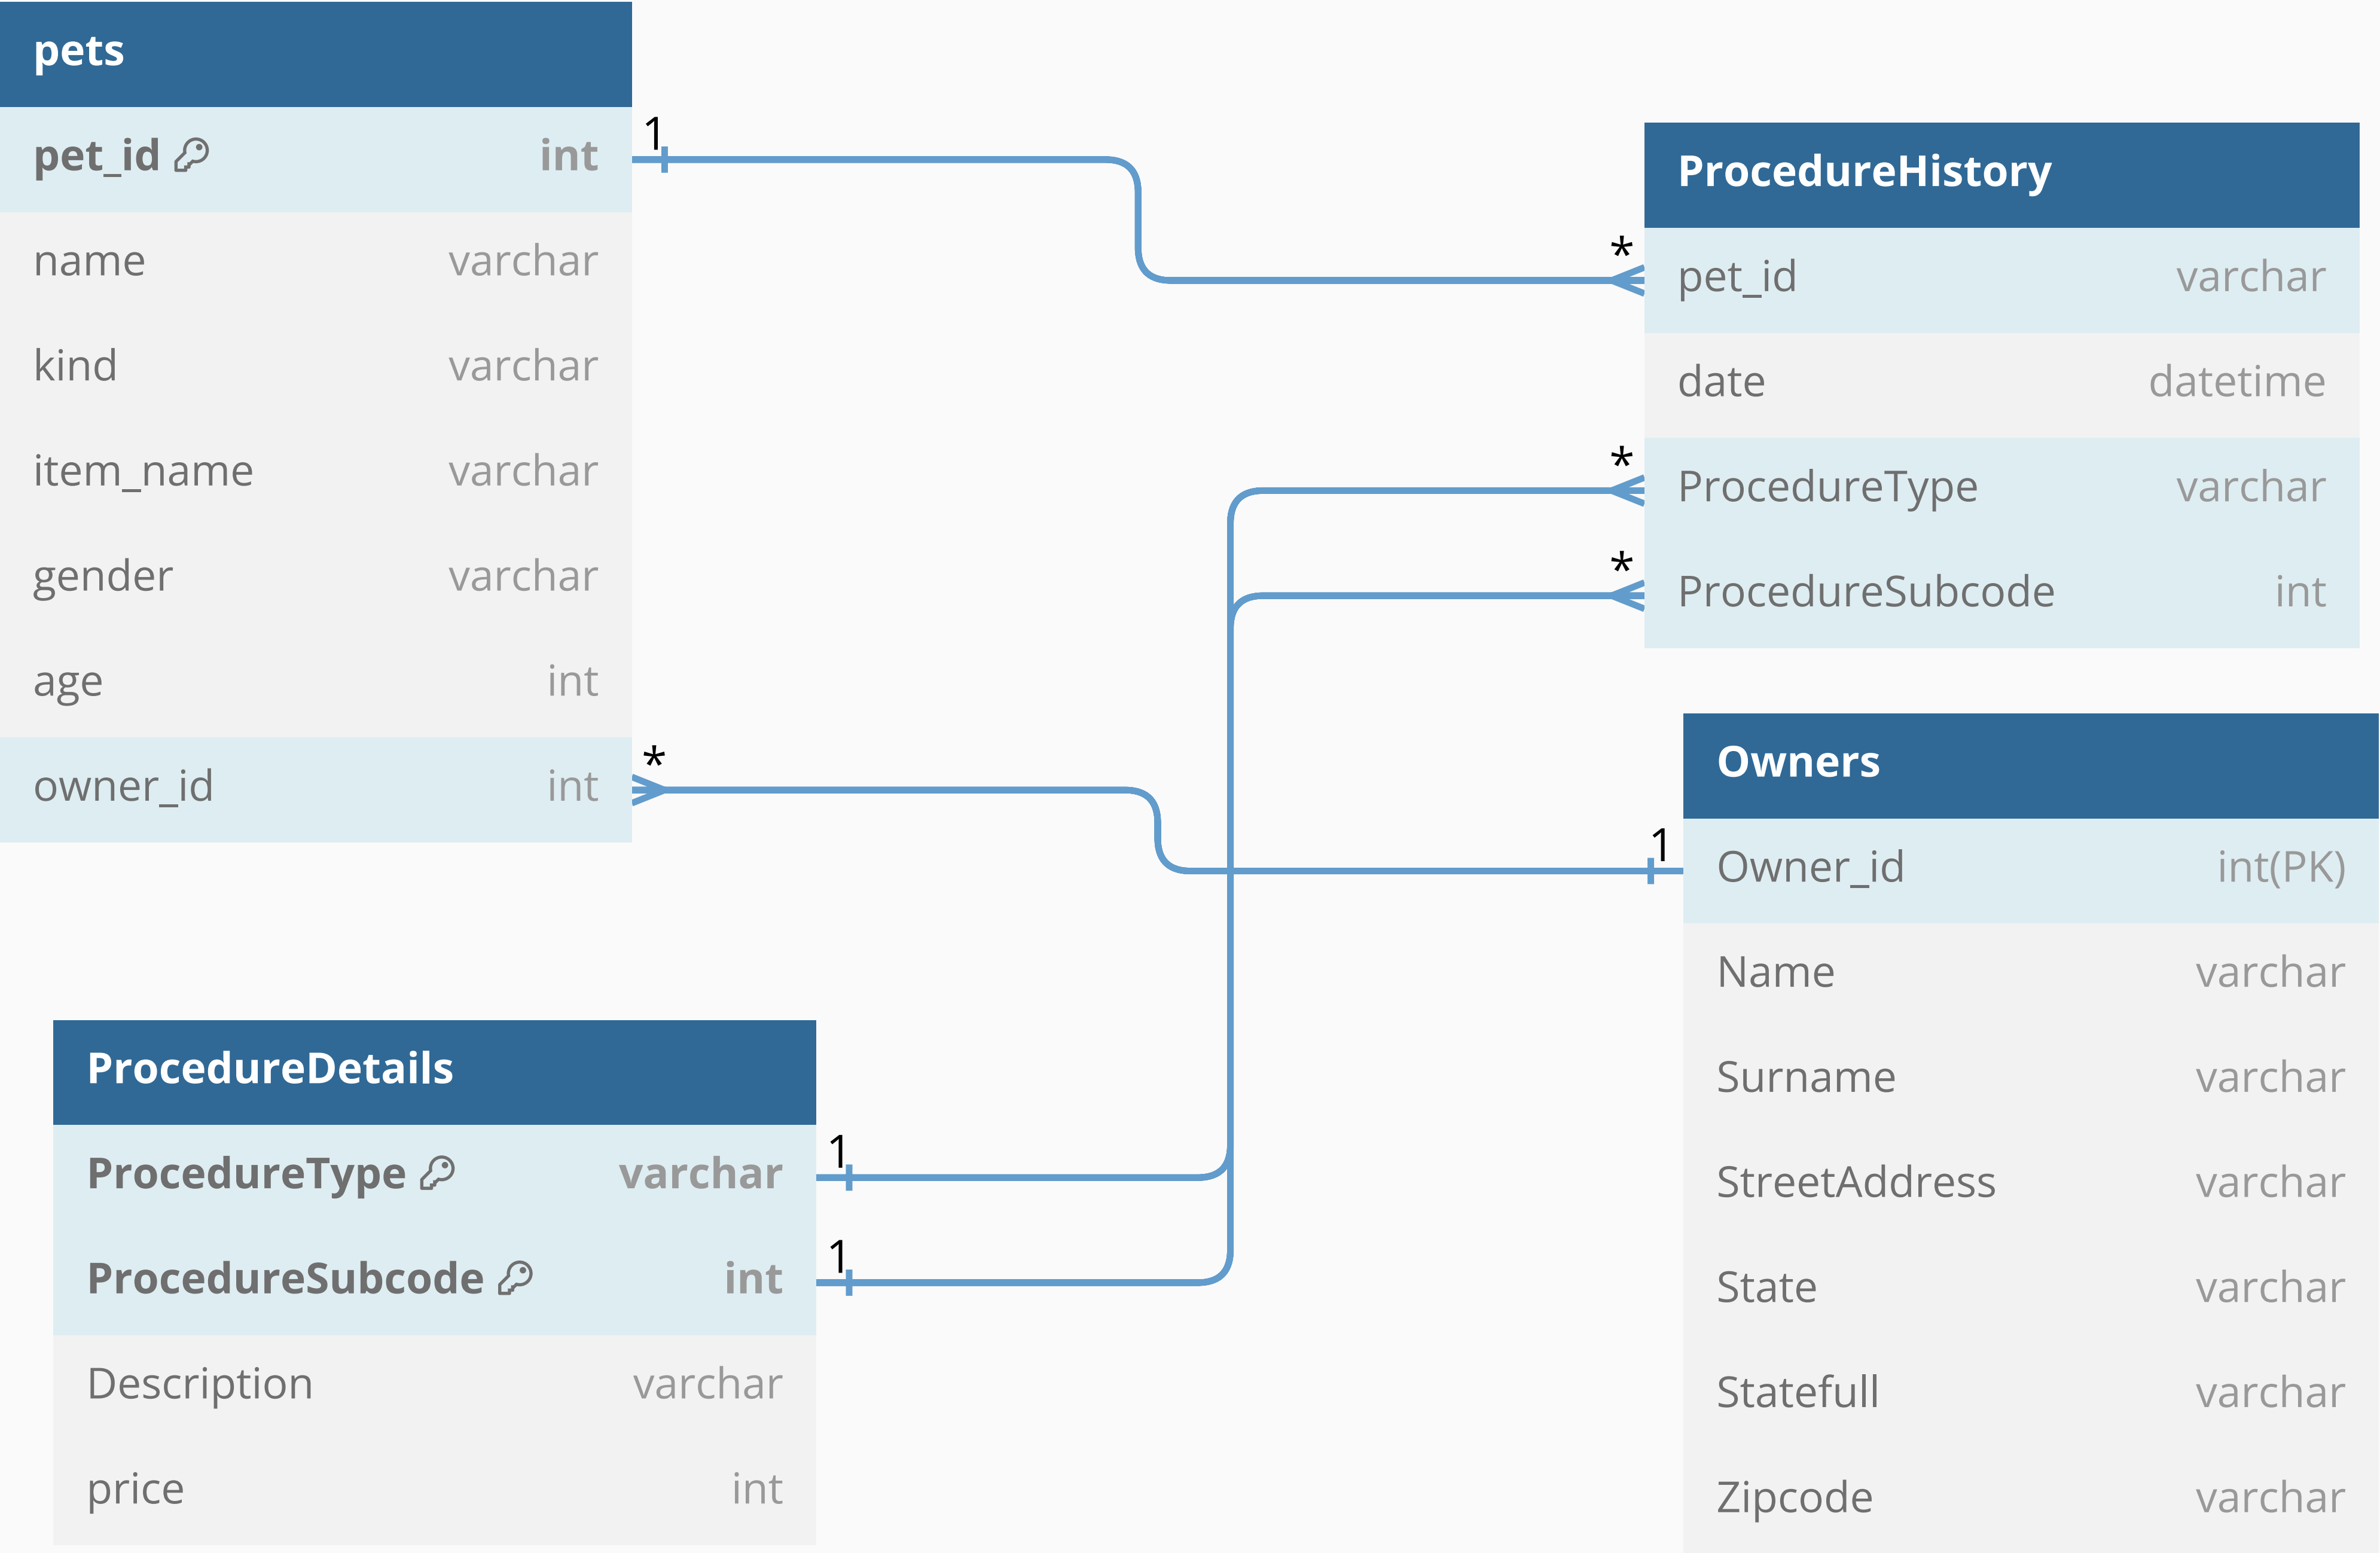 pets
pet_id int
name varchar
kind varchar
item_name varchar
gender varchar
age int
owner_id int
1
*
ProcedureHistory
pet_id varchar
date datetime
ProcedureType varchar
ProcedureSubcode int
*
*
*
1
Owners
Owner_id int(PK)
Name varchar
Surname varchar
StreetAddress varchar
State varchar
Statefull varchar
Zipcode varchar
ProcedureDetails
ProcedureType varchar
ProcedureSubcode int
Description varchar
price int
1
1